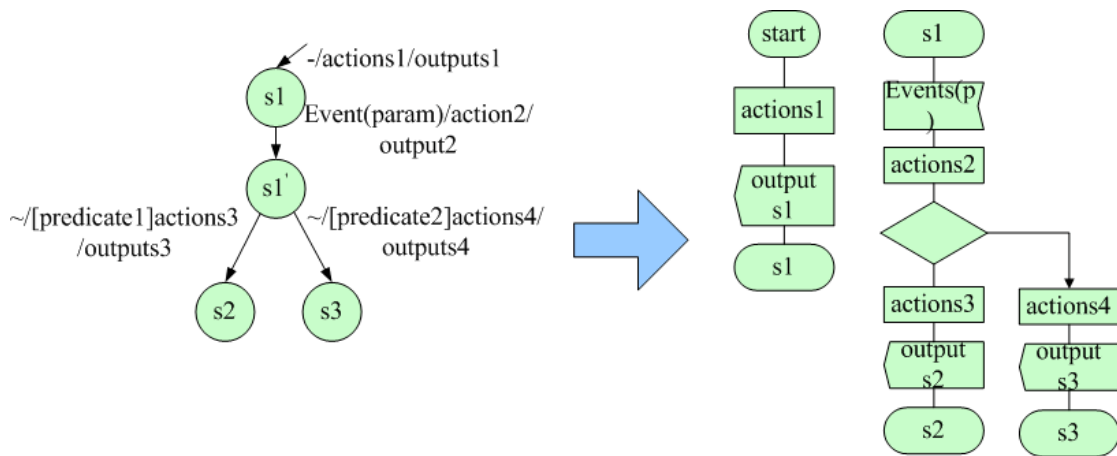 -/actions1/outputs1
s1
Event(param)/action2/
output2
s1'
~/[predicate1]actions3
/outputs3
~/[predicate2]actions4/
outputs4
s2
s3
start
actions1
output
s1
s1
s1
Events(p
)
actions2
actions3
output
s2
s2
actions4
output
s3
s3